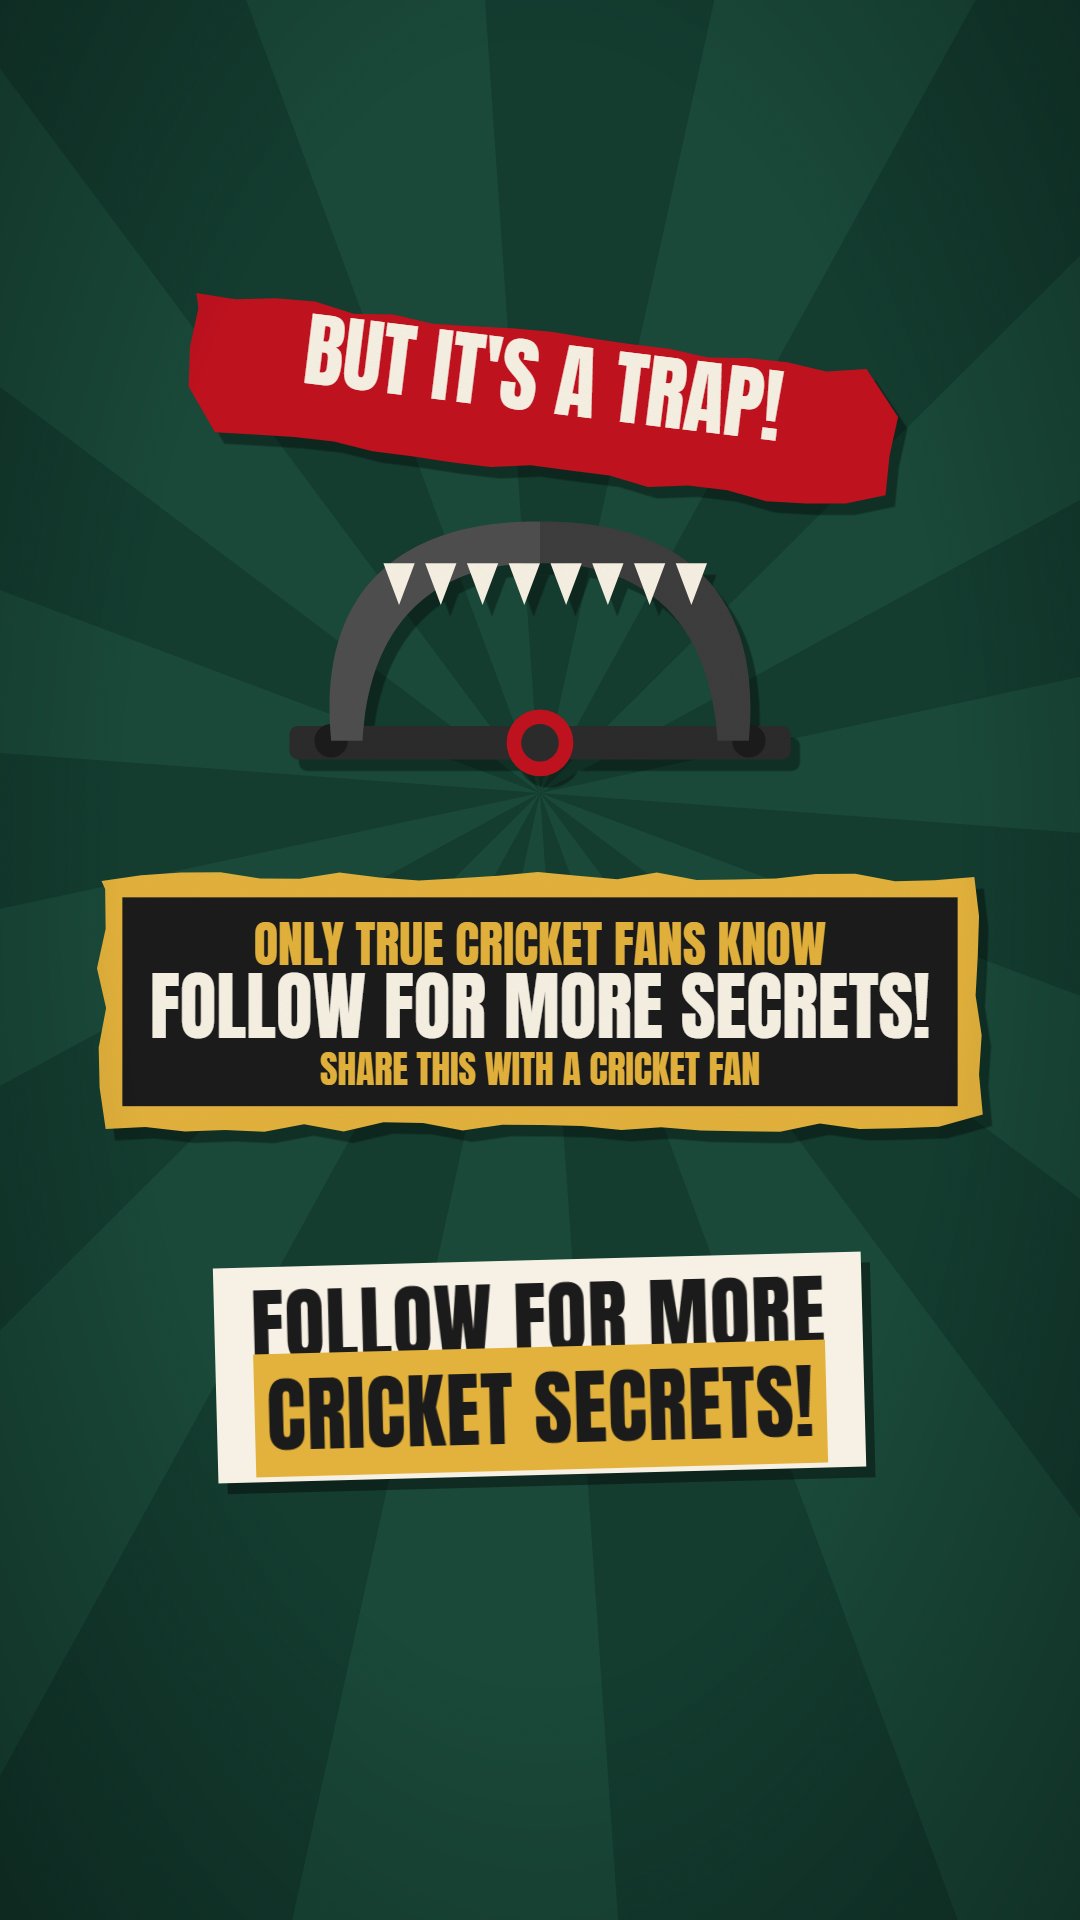 BUT IT'S A TRAP!
ONLY TRUE CRICKET FANS KNOW
FOLLOW FOR MORE SECRETS!
SHARE THIS WITH A CRICKET FAN
FOLLOW FOR MORE
CRICKET SECRETS!